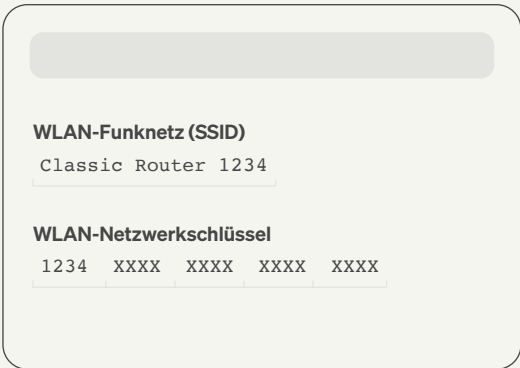 WLAN-Funknetz (SSID)
Classic Router 1234
WLAN-Netzwerkschlüssel
1234 XXXX XXXX XXXX XXXX